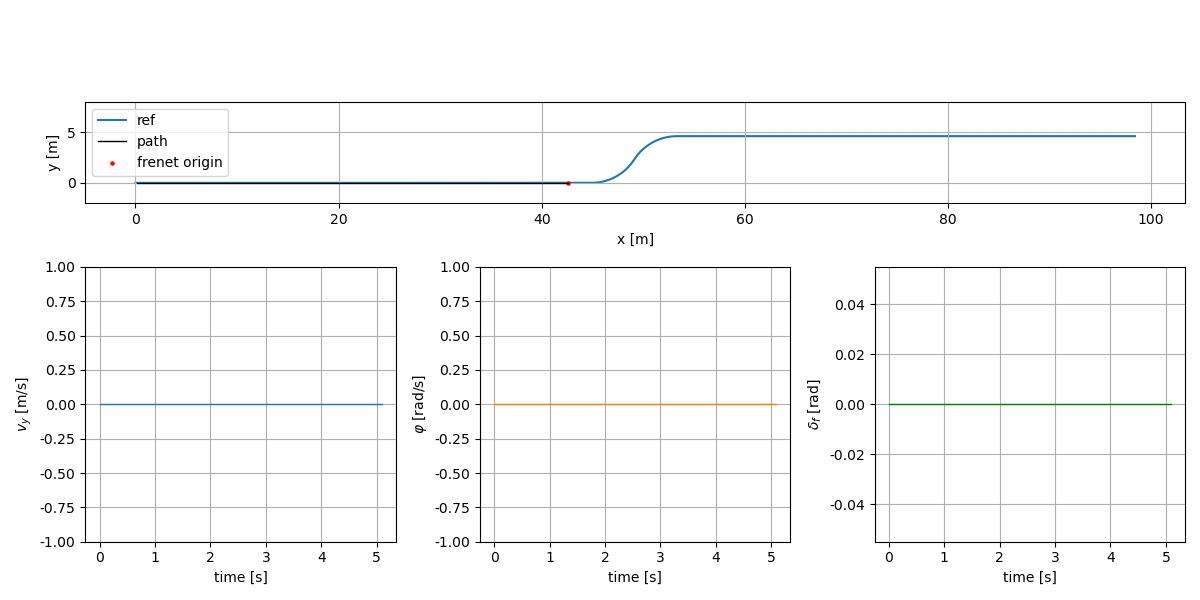 ref
path
frenet origin
y [m]
5
0
0 20 40 60 80 100
x [m]
1.00
0.75
0.50
0.25
0.00
-0.25
-0.50
-0.75
-1.00
v_y [m/s]
0 1 2 3 4 5
time [s]
1.00
0.75
0.50
0.25
0.00
-0.25
-0.50
-0.75
-1.00
φ [rad/s]
0 1 2 3 4 5
time [s]
0.04
0.02
0.00
-0.02
-0.04
δ_f [rad]
0 1 2 3 4 5
time [s]